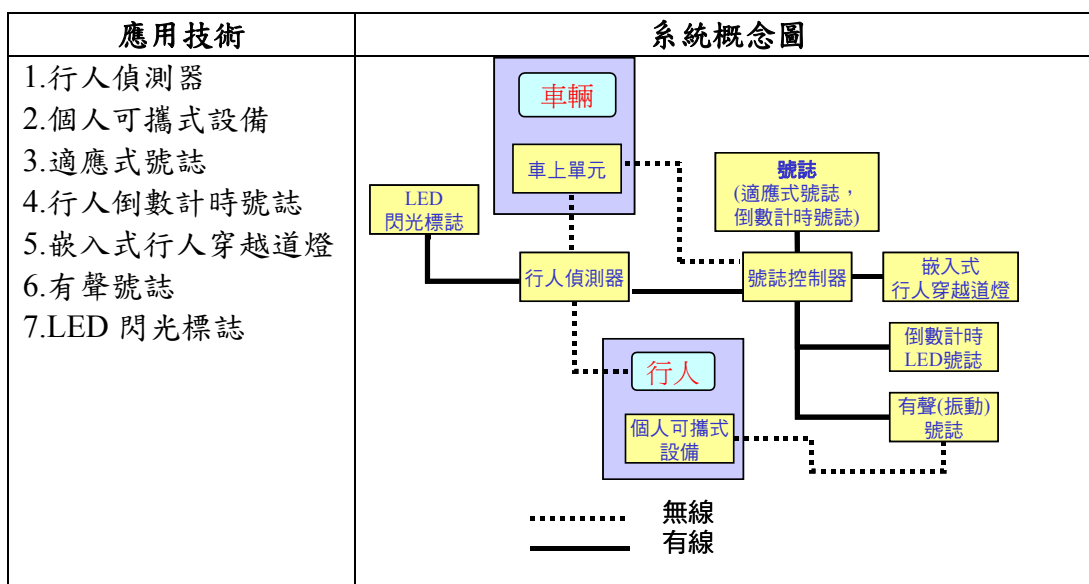 應用技術
系統概念圖
1.行人偵測器
2.個人可攜式設備
3.適應式號誌
4.行人倒數計時號誌
5.嵌入式行人穿越道燈
6.有聲號誌
7.LED 閃光標誌
車輛
車上單元
LED
閃光標誌
號誌
(適應式號誌，
倒數計時號誌)
行人偵測器
號誌控制器
嵌入式
行人穿越道燈
倒數計時
LED號誌
行人
個人可攜式
設備
有聲(振動)
號誌
無線
有線